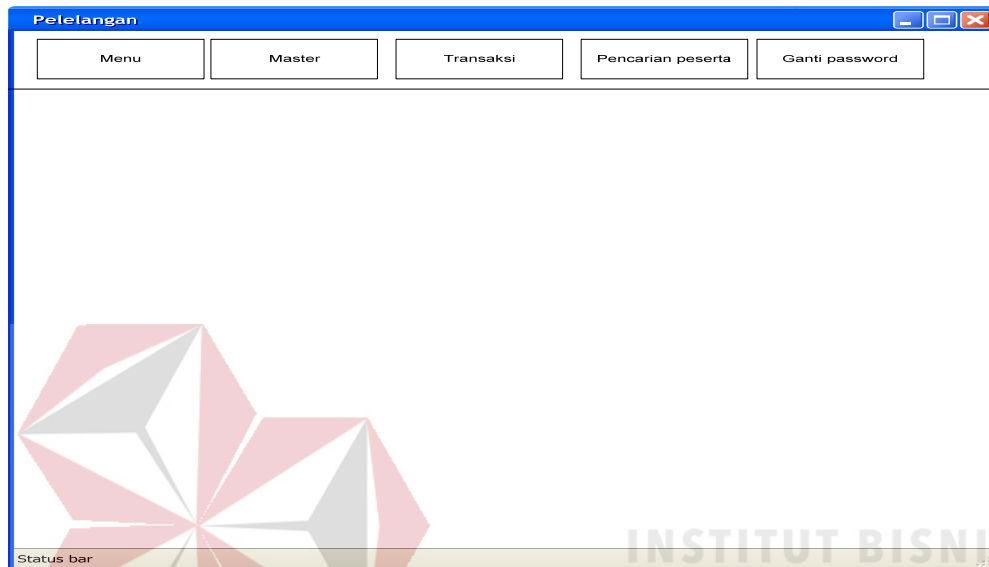 Pelelangan
Menu Master Transaksi Pencarian peserta Ganti password
INSTITUT BISNI
Status bar